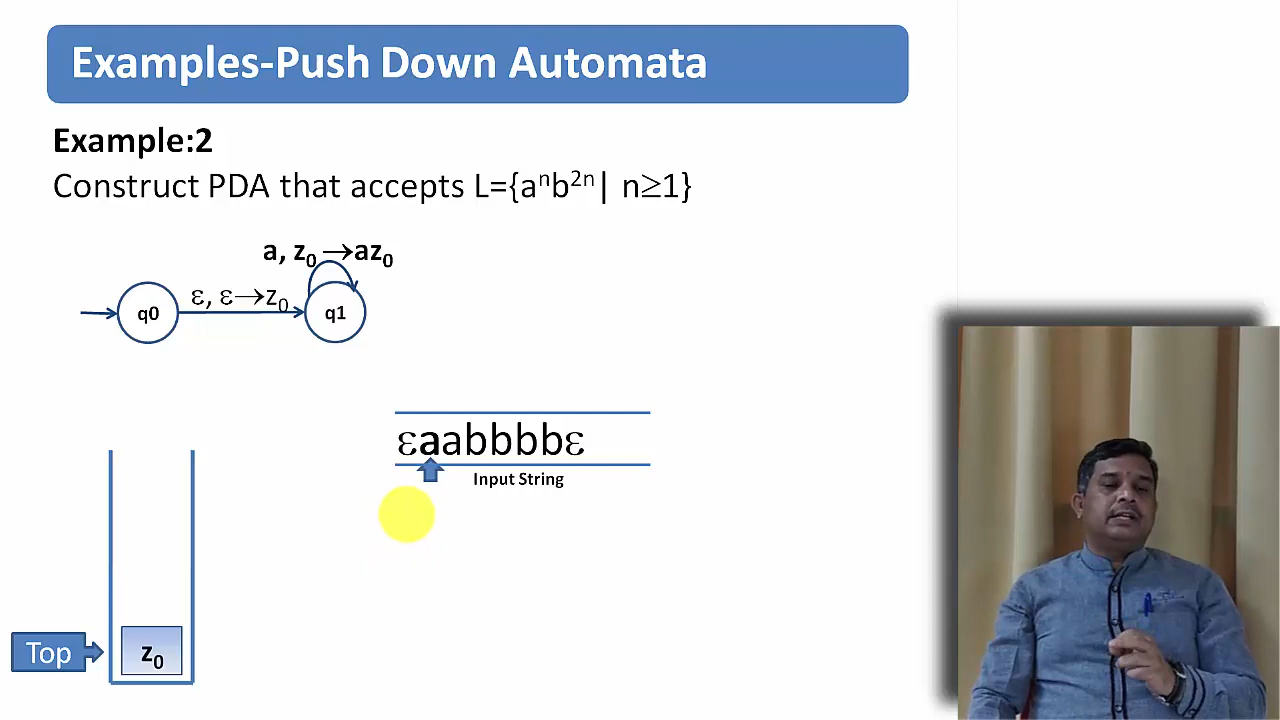 Examples-Push Down Automata
Example:2
Construct PDA that accepts L={aⁿb²ⁿ| n≥1}
a, z₀→az₀
ε, ε→z₀
q0
q1
εaabbbbε
Input String
Top
z₀